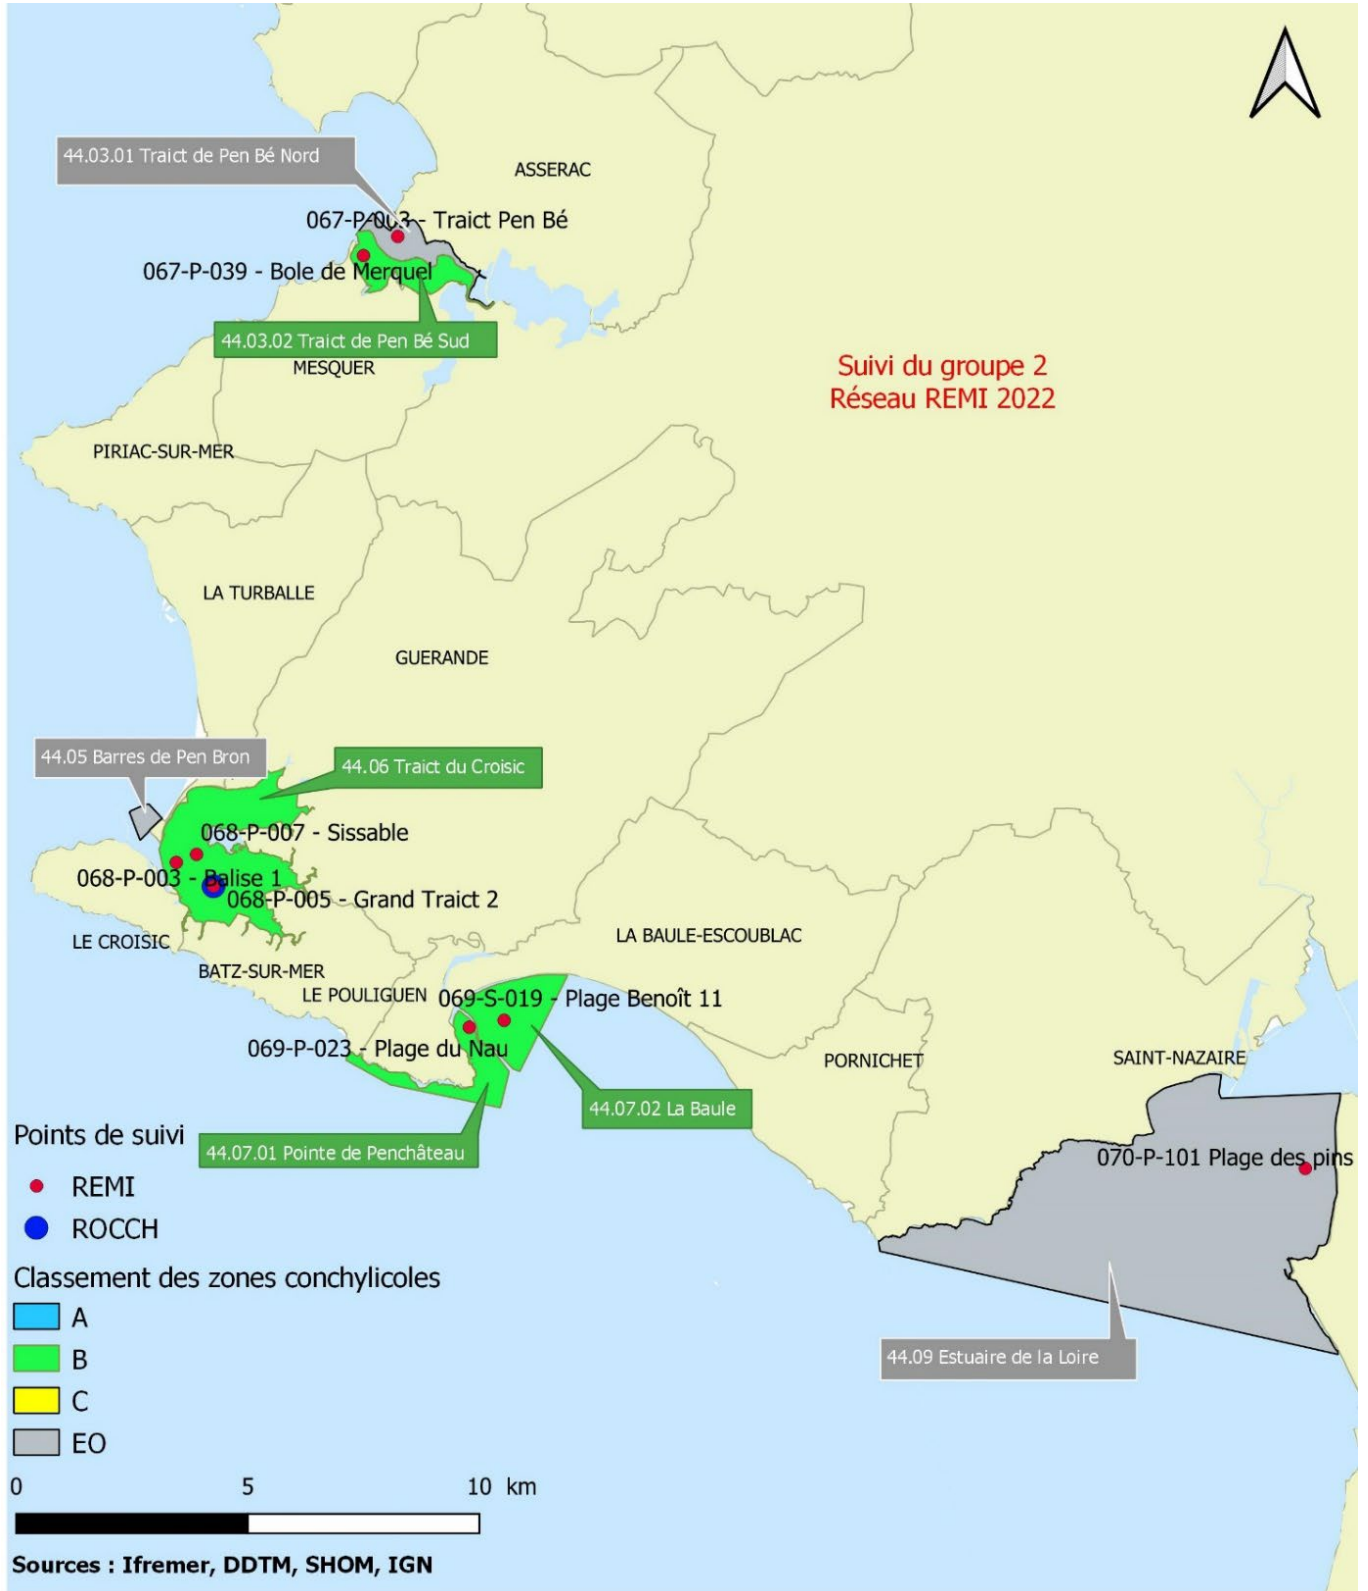 44.03.01 Traict de Pen Bé Nord
ASSERAC
067-P-003 - Traict Pen Bé
067-P-039 - Bole de Merquel
44.03.02 Traict de Pen Bé Sud
MESQUER
Suivi du groupe 2
Réseau REMI 2022
PIRIAC-SUR-MER
LA TURBALLE
GUERANDE
44.05 Barres de Pen Bron
44.06 Traict du Croisic
068-P-007 - Sissable
068-P-003 - Balise 1
068-P-005 - Grand Traict 2
LE CROISIC
LA BAULE-ESCOUBLAC
BATZ-SUR-MER
LE POULIGUEN
069-S-019 - Plage Benoît 11
069-P-023 - Plage du Nau
PORNICHET
SAINT-NAZAIRE
44.07.02 La Baule
44.07.01 Pointe de Penchâteau
070-P-101 Plage des pins
Points de suivi
REMI
ROCCH
Classement des zones conchylicoles
A
B
C
EO
44.09 Estuaire de la Loire
0 5 10 km
Sources : Ifremer, DDTM, SHOM, IGN